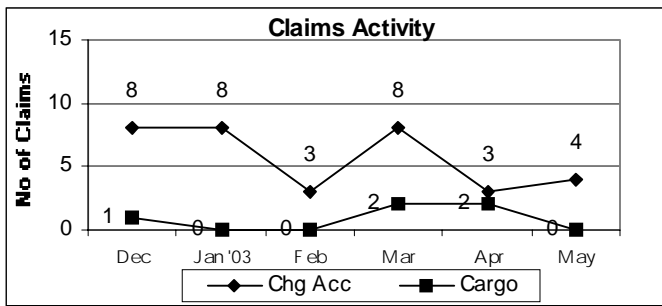 Claims Activity
15
10
5
0
No of Claims
8 8 3 8 3 4
1 0 0 2 2 0
Dec Jan'03 Feb Mar Apr May
Chg Acc Cargo